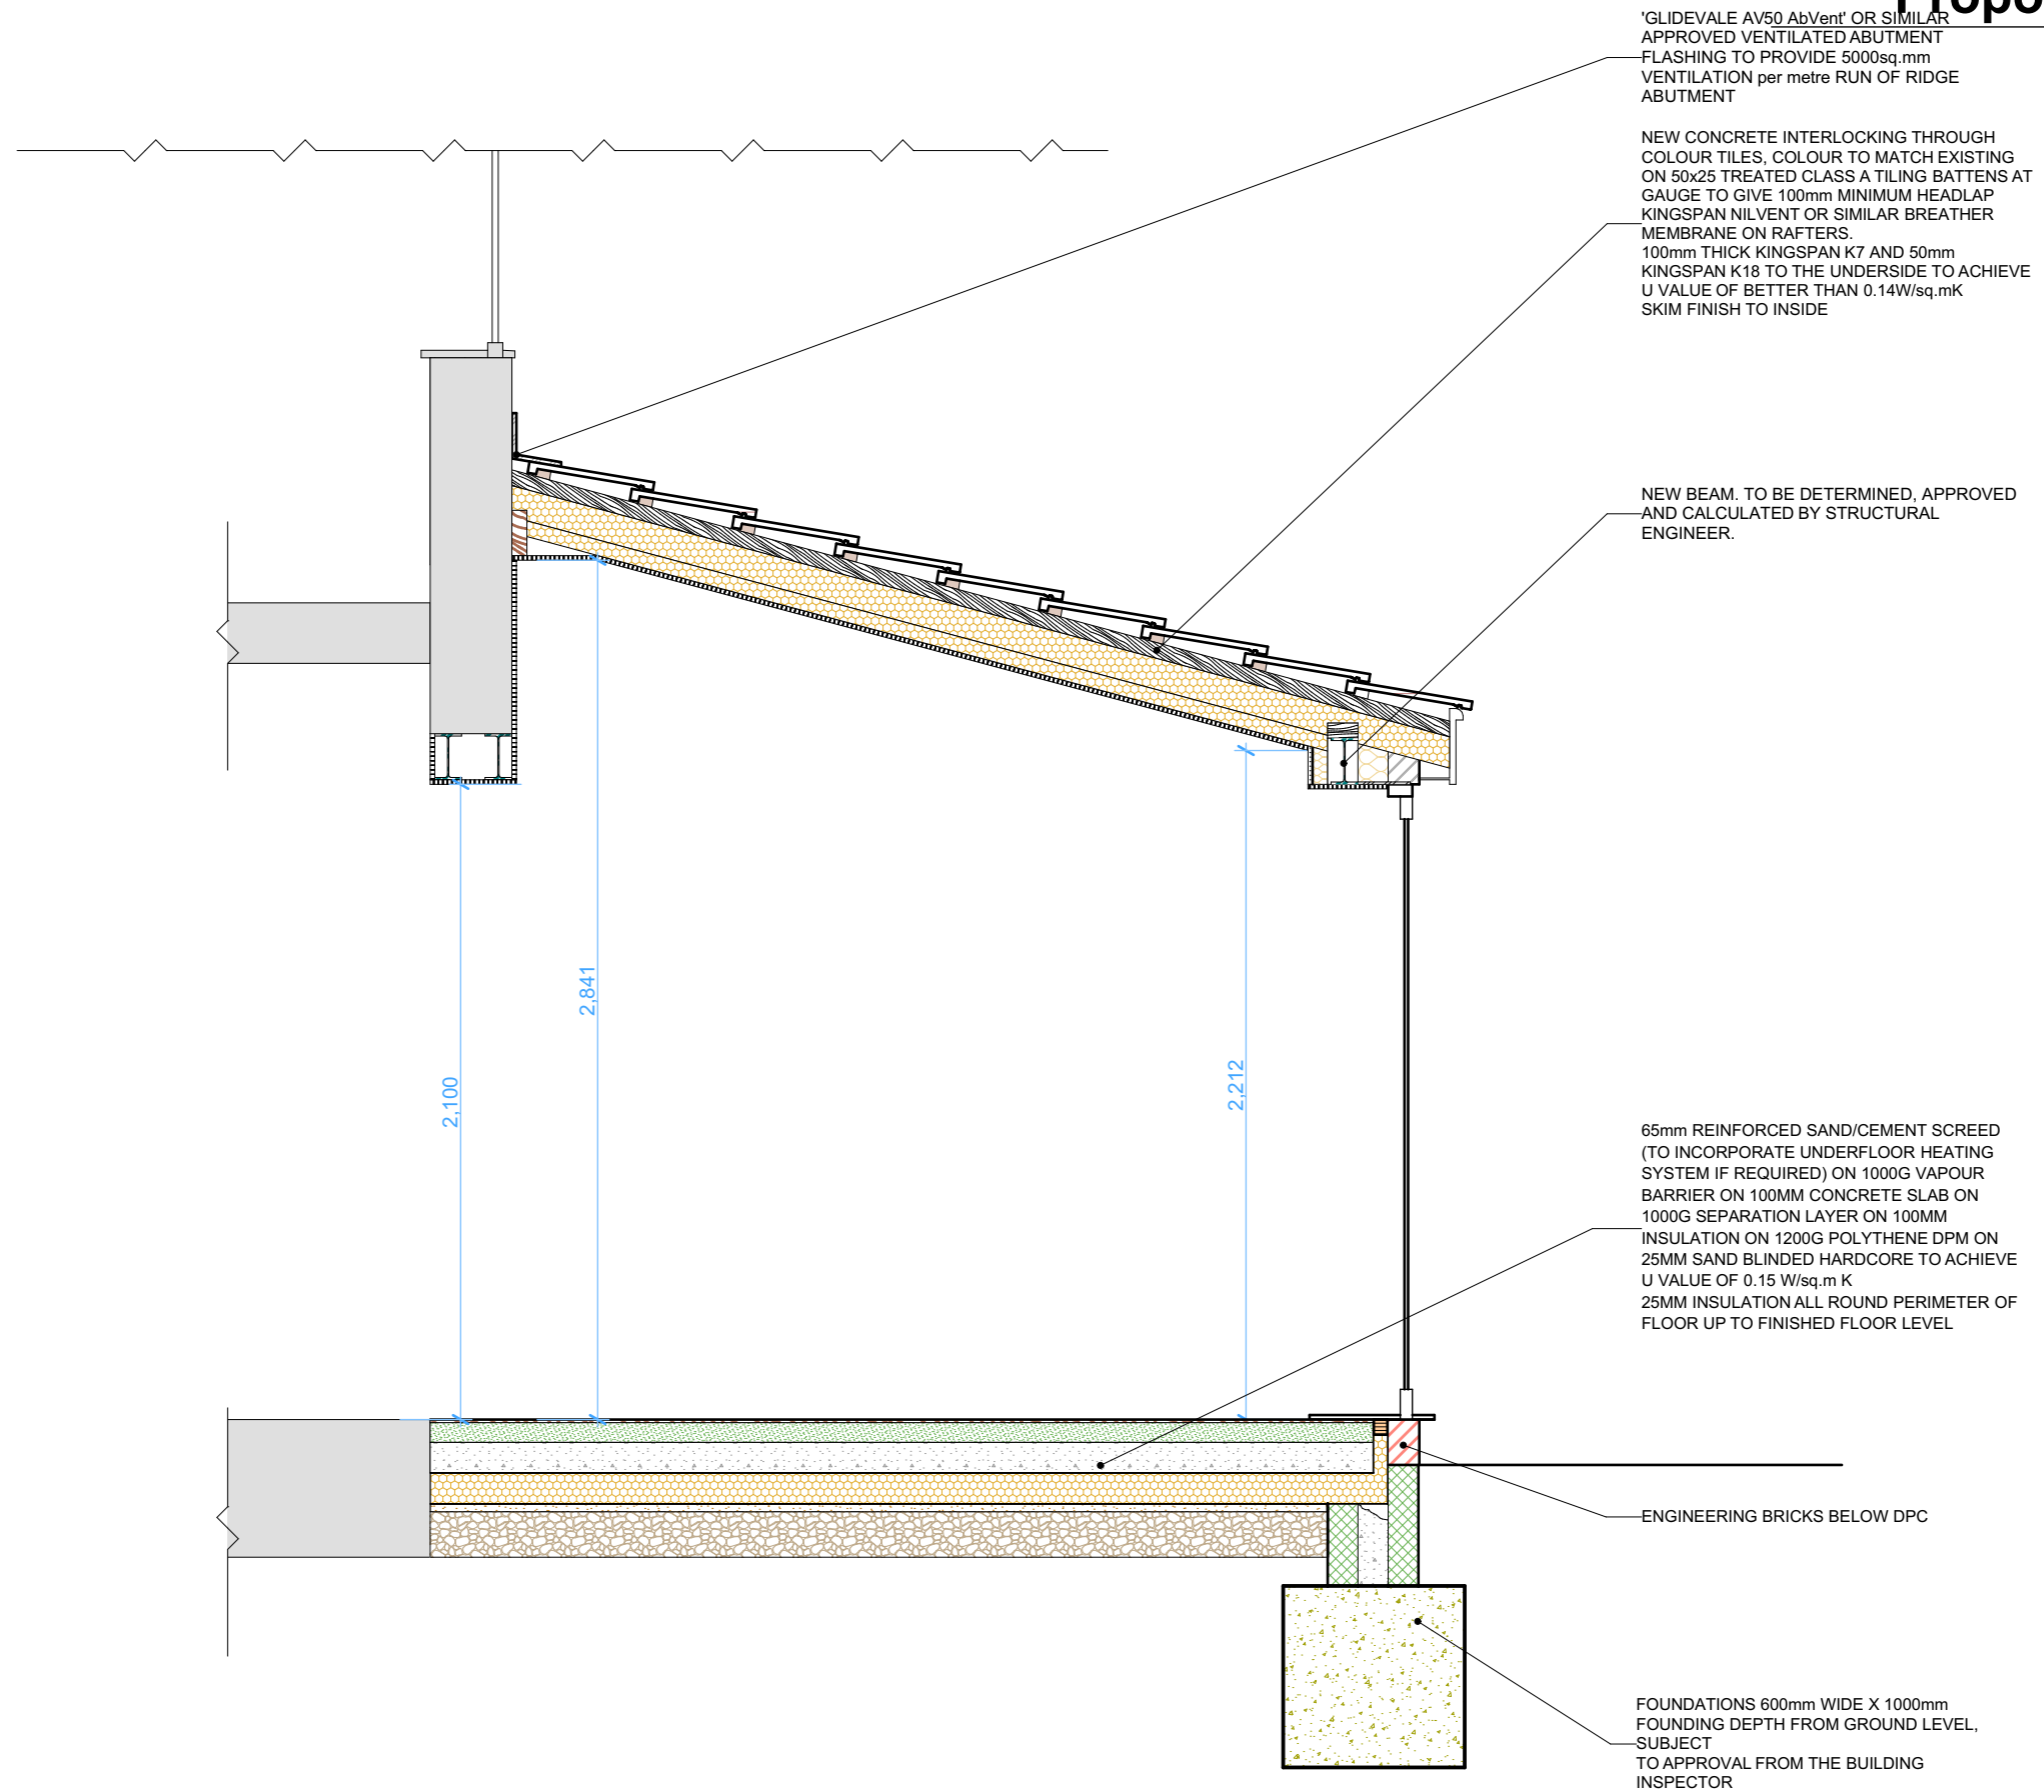 Propo
'GLIDEVALE AV50 AbVent' OR SIMILAR
APPROVED VENTILATED ABUTMENT
FLASHING TO PROVIDE 5000sq.mm
VENTILATION per metre RUN OF RIDGE
ABUTMENT
NEW CONCRETE INTERLOCKING THROUGH
COLOUR TILES, COLOUR TO MATCH EXISTING
ON 50x25 TREATED CLASS A TILING BATTENS AT
GAUGE TO GIVE 100mm MINIMUM HEADLAP
KINGSPAN NILVENT OR SIMILAR BREATHER
MEMBRANE ON RAFTERS.
100mm THICK KINGSPAN K7 AND 50mm
KINGSPAN K18 TO THE UNDERSIDE TO ACHIEVE
U VALUE OF BETTER THAN 0.14W/sq.mK
SKIM FINISH TO INSIDE
NEW BEAM. TO BE DETERMINED, APPROVED
AND CALCULATED BY STRUCTURAL
ENGINEER.
2,100
2,841
2,212
65mm REINFORCED SAND/CEMENT SCREED
(TO INCORPORATE UNDERFLOOR HEATING
SYSTEM IF REQUIRED) ON 1000G VAPOUR
BARRIER ON 100MM CONCRETE SLAB ON
1000G SEPARATION LAYER ON 100MM
INSULATION ON 1200G POLYTHENE DPM ON
25MM SAND BLINDED HARDCORE TO ACHIEVE
U VALUE OF 0.15 W/sq.m K
25MM INSULATION ALL ROUND PERIMETER OF
FLOOR UP TO FINISHED FLOOR LEVEL
ENGINEERING BRICKS BELOW DPC
FOUNDATIONS 600mm WIDE X 1000mm
FOUNDING DEPTH FROM GROUND LEVEL,
SUBJECT
TO APPROVAL FROM THE BUILDING
INSPECTOR